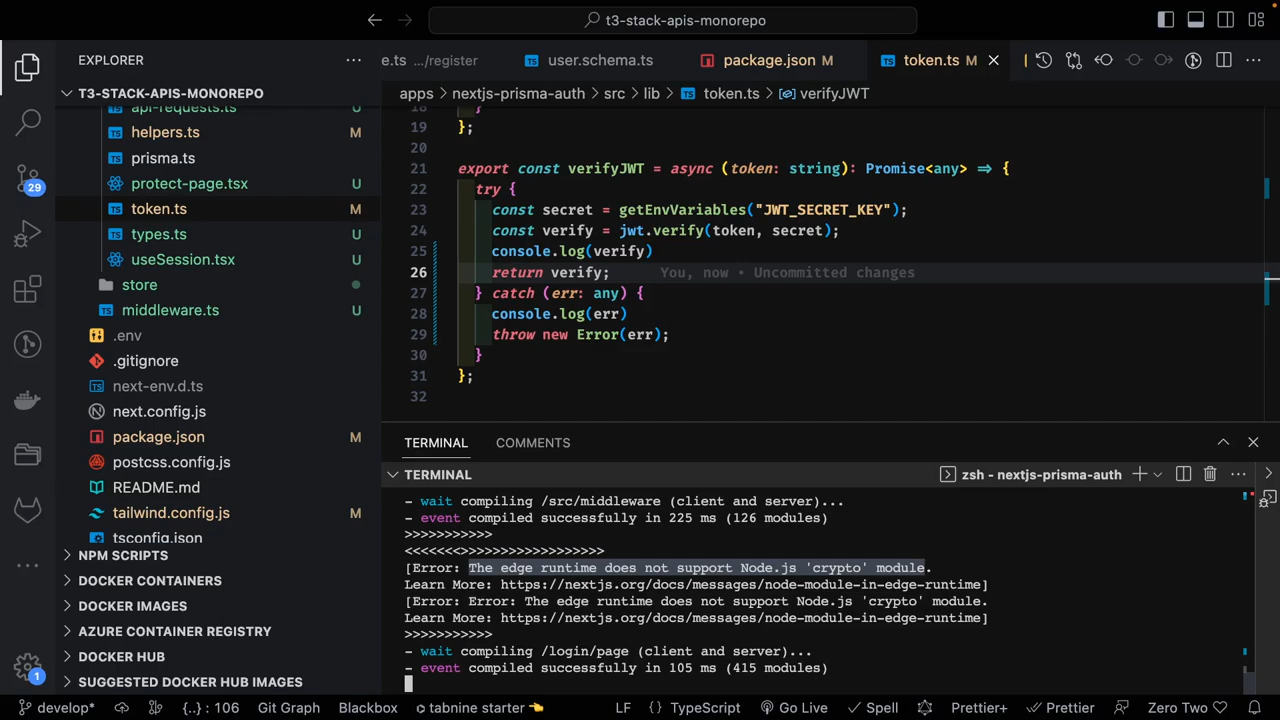 t3-stack-apis-monorepo
EXPLORER
e.ts .../register
user.schema.ts
package.json M
token.ts M
T3-STACK-APIS-MONOREPO
apps > nextjs-prisma-auth > src > lib > token.ts > verifyJWT
api-requests.ts U
helpers.ts M
prisma.ts
protect-page.tsx U
token.ts M
types.ts U
useSession.tsx U
store
middleware.ts U
.env
.gitignore
next-env.d.ts
next.config.js
package.json M
postcss.config.js
README.md
tailwind.config.js M
tsconfig.json
NPM SCRIPTS
DOCKER CONTAINERS
DOCKER IMAGES
AZURE CONTAINER REGISTRY
DOCKER HUB
SUGGESTED DOCKER HUB IMAGES
29
1
18 }
19 };
20
21 export const verifyJWT = async (token: string): Promise<any> => {
22 try {
23 const secret = getEnvVariables("JWT_SECRET_KEY");
24 const verify = jwt.verify(token, secret);
25 console.log(verify)
26 return verify; You, now • Uncommitted changes
27 } catch (err: any) {
28 console.log(err)
29 throw new Error(err);
30 }
31 };
32
TERMINAL COMMENTS
TERMINAL
zsh - nextjs-prisma-auth
- wait compiling /src/middleware (client and server)...
- event compiled successfully in 225 ms (126 modules)
>>>>>>>>>>>
<<<<<<<>>>>>>>>>>>>>>>>>>
[Error: The edge runtime does not support Node.js 'crypto' module.
Learn More: https://nextjs.org/docs/messages/node-module-in-edge-runtime]
[Error: Error: The edge runtime does not support Node.js 'crypto' module.
Learn More: https://nextjs.org/docs/messages/node-module-in-edge-runtime]
>>>>>>>>>>>
- wait compiling /login/page (client and server)...
- event compiled successfully in 105 ms (415 modules)
develop* {..} : 106 Git Graph Blackbox tabnine starter 👈 LF {} TypeScript Go Live Spell Prettier+ Prettier Zero Two ♡